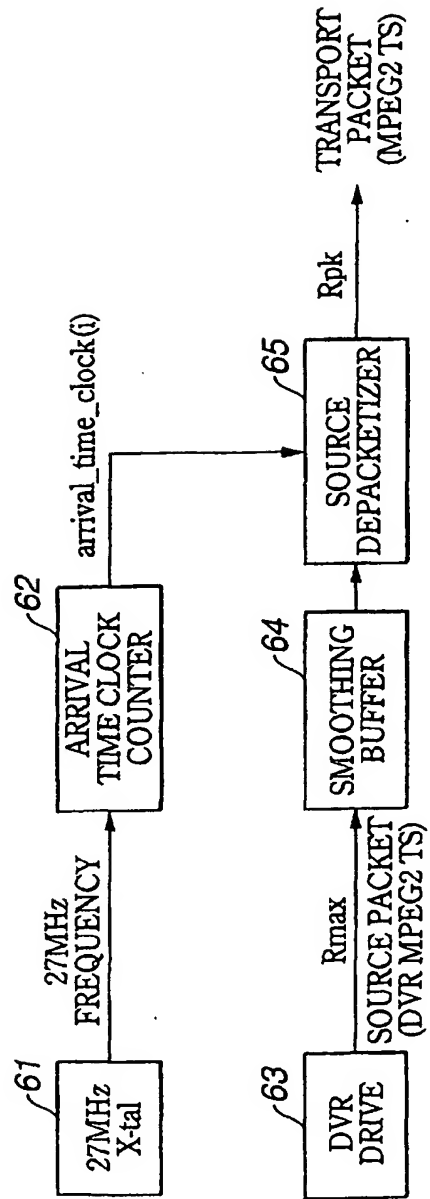 61
27MHz
X-tal
27MHz
FREQUENCY
62
ARRIVAL
TIME CLOCK
COUNTER
arrival_time_clock(i)
63
DVR
DRIVE
Rmax
SOURCE PACKET
(DVR MPEG2 TS)
64
SMOOTHING
BUFFER
65
SOURCE
DEPACKETIZER
Rpk
TRANSPORT
PACKET
(MPEG2 TS)